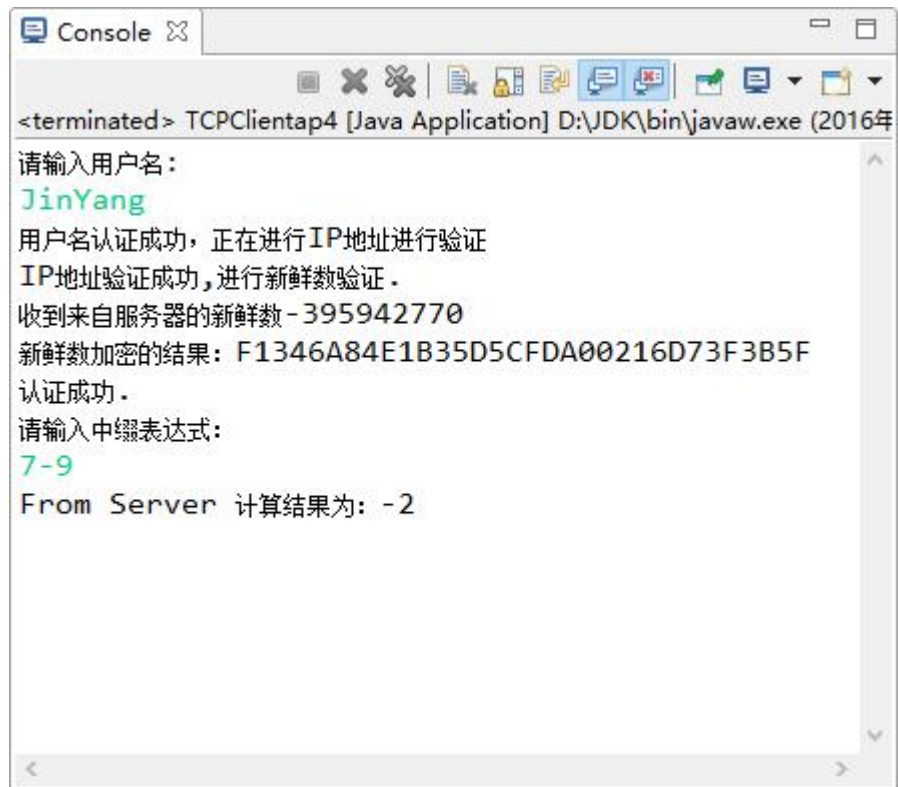 Console
<terminated> TCPClientap4 [Java Application] D:\JDK\bin\javaw.exe (2016年
请输入用户名：
JinYang
用户名认证成功，正在进行IP地址进行验证
IP地址验证成功,进行新鲜数验证.
收到来自服务器的新鲜数-395942770
新鲜数加密的结果：F1346A84E1B35D5CFDA00216D73F3B5F
认证成功.
请输入中缀表达式：
7-9
From Server 计算结果为：-2